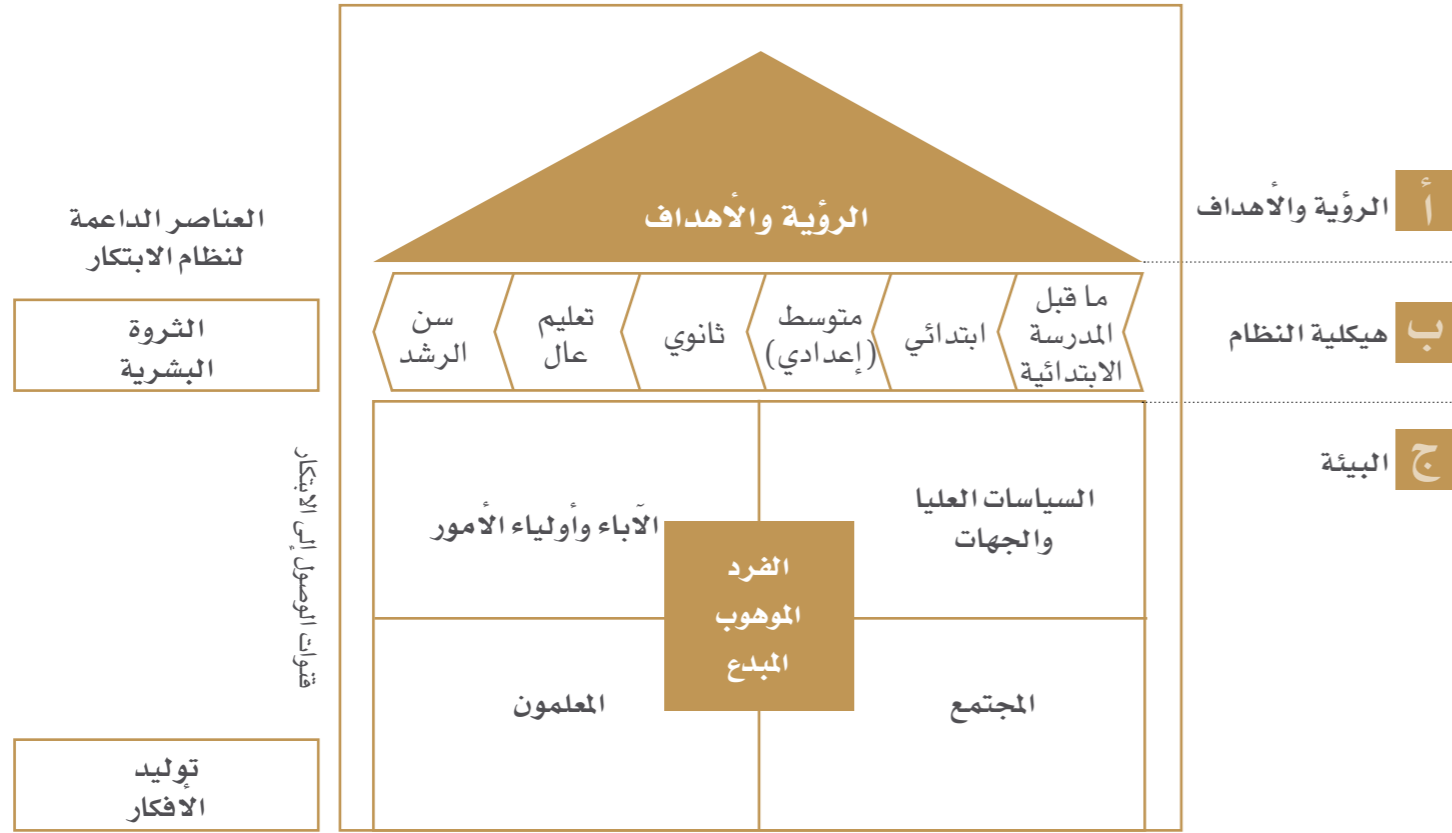 أ
الرؤية والأهداف
ب
هيكلية النظام
ج
البيئة
الرؤية والأهداف
ما قبل
المدرسة
الابتدائية
ابتدائي
متوسط
(إعدادي)
ثانوي
تعليم
عال
سن
الرشد
السياسات العليا
والجهات
الآباء وأولياء الأمور
الفرد
الموهوب
المبدع
المجتمع
المعلمون
العناصر الداعمة
لنظام الابتكار
الثروة
البشرية
قنوات الوصول إلى الابتكار
توليد
الأفكار